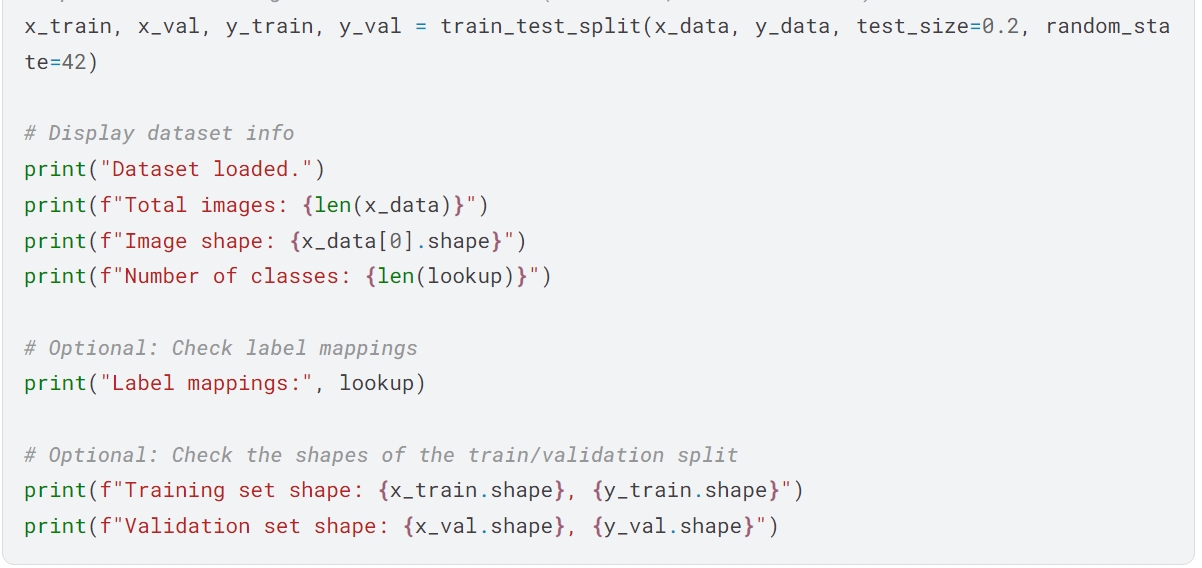 x_train, x_val, y_train, y_val = train_test_split(x_data, y_data, test_size=0.2, random_sta
te=42)
# Display dataset info
print("Dataset loaded.")
print(f"Total images: {len(x_data)}")
print(f"Image shape: {x_data[0].shape}")
print(f"Number of classes: {len(lookup)}")
# Optional: Check label mappings
print("Label mappings:", lookup)
# Optional: Check the shapes of the train/validation split
print(f"Training set shape: {x_train.shape}, {y_train.shape}")
print(f"Validation set shape: {x_val.shape}, {y_val.shape}")